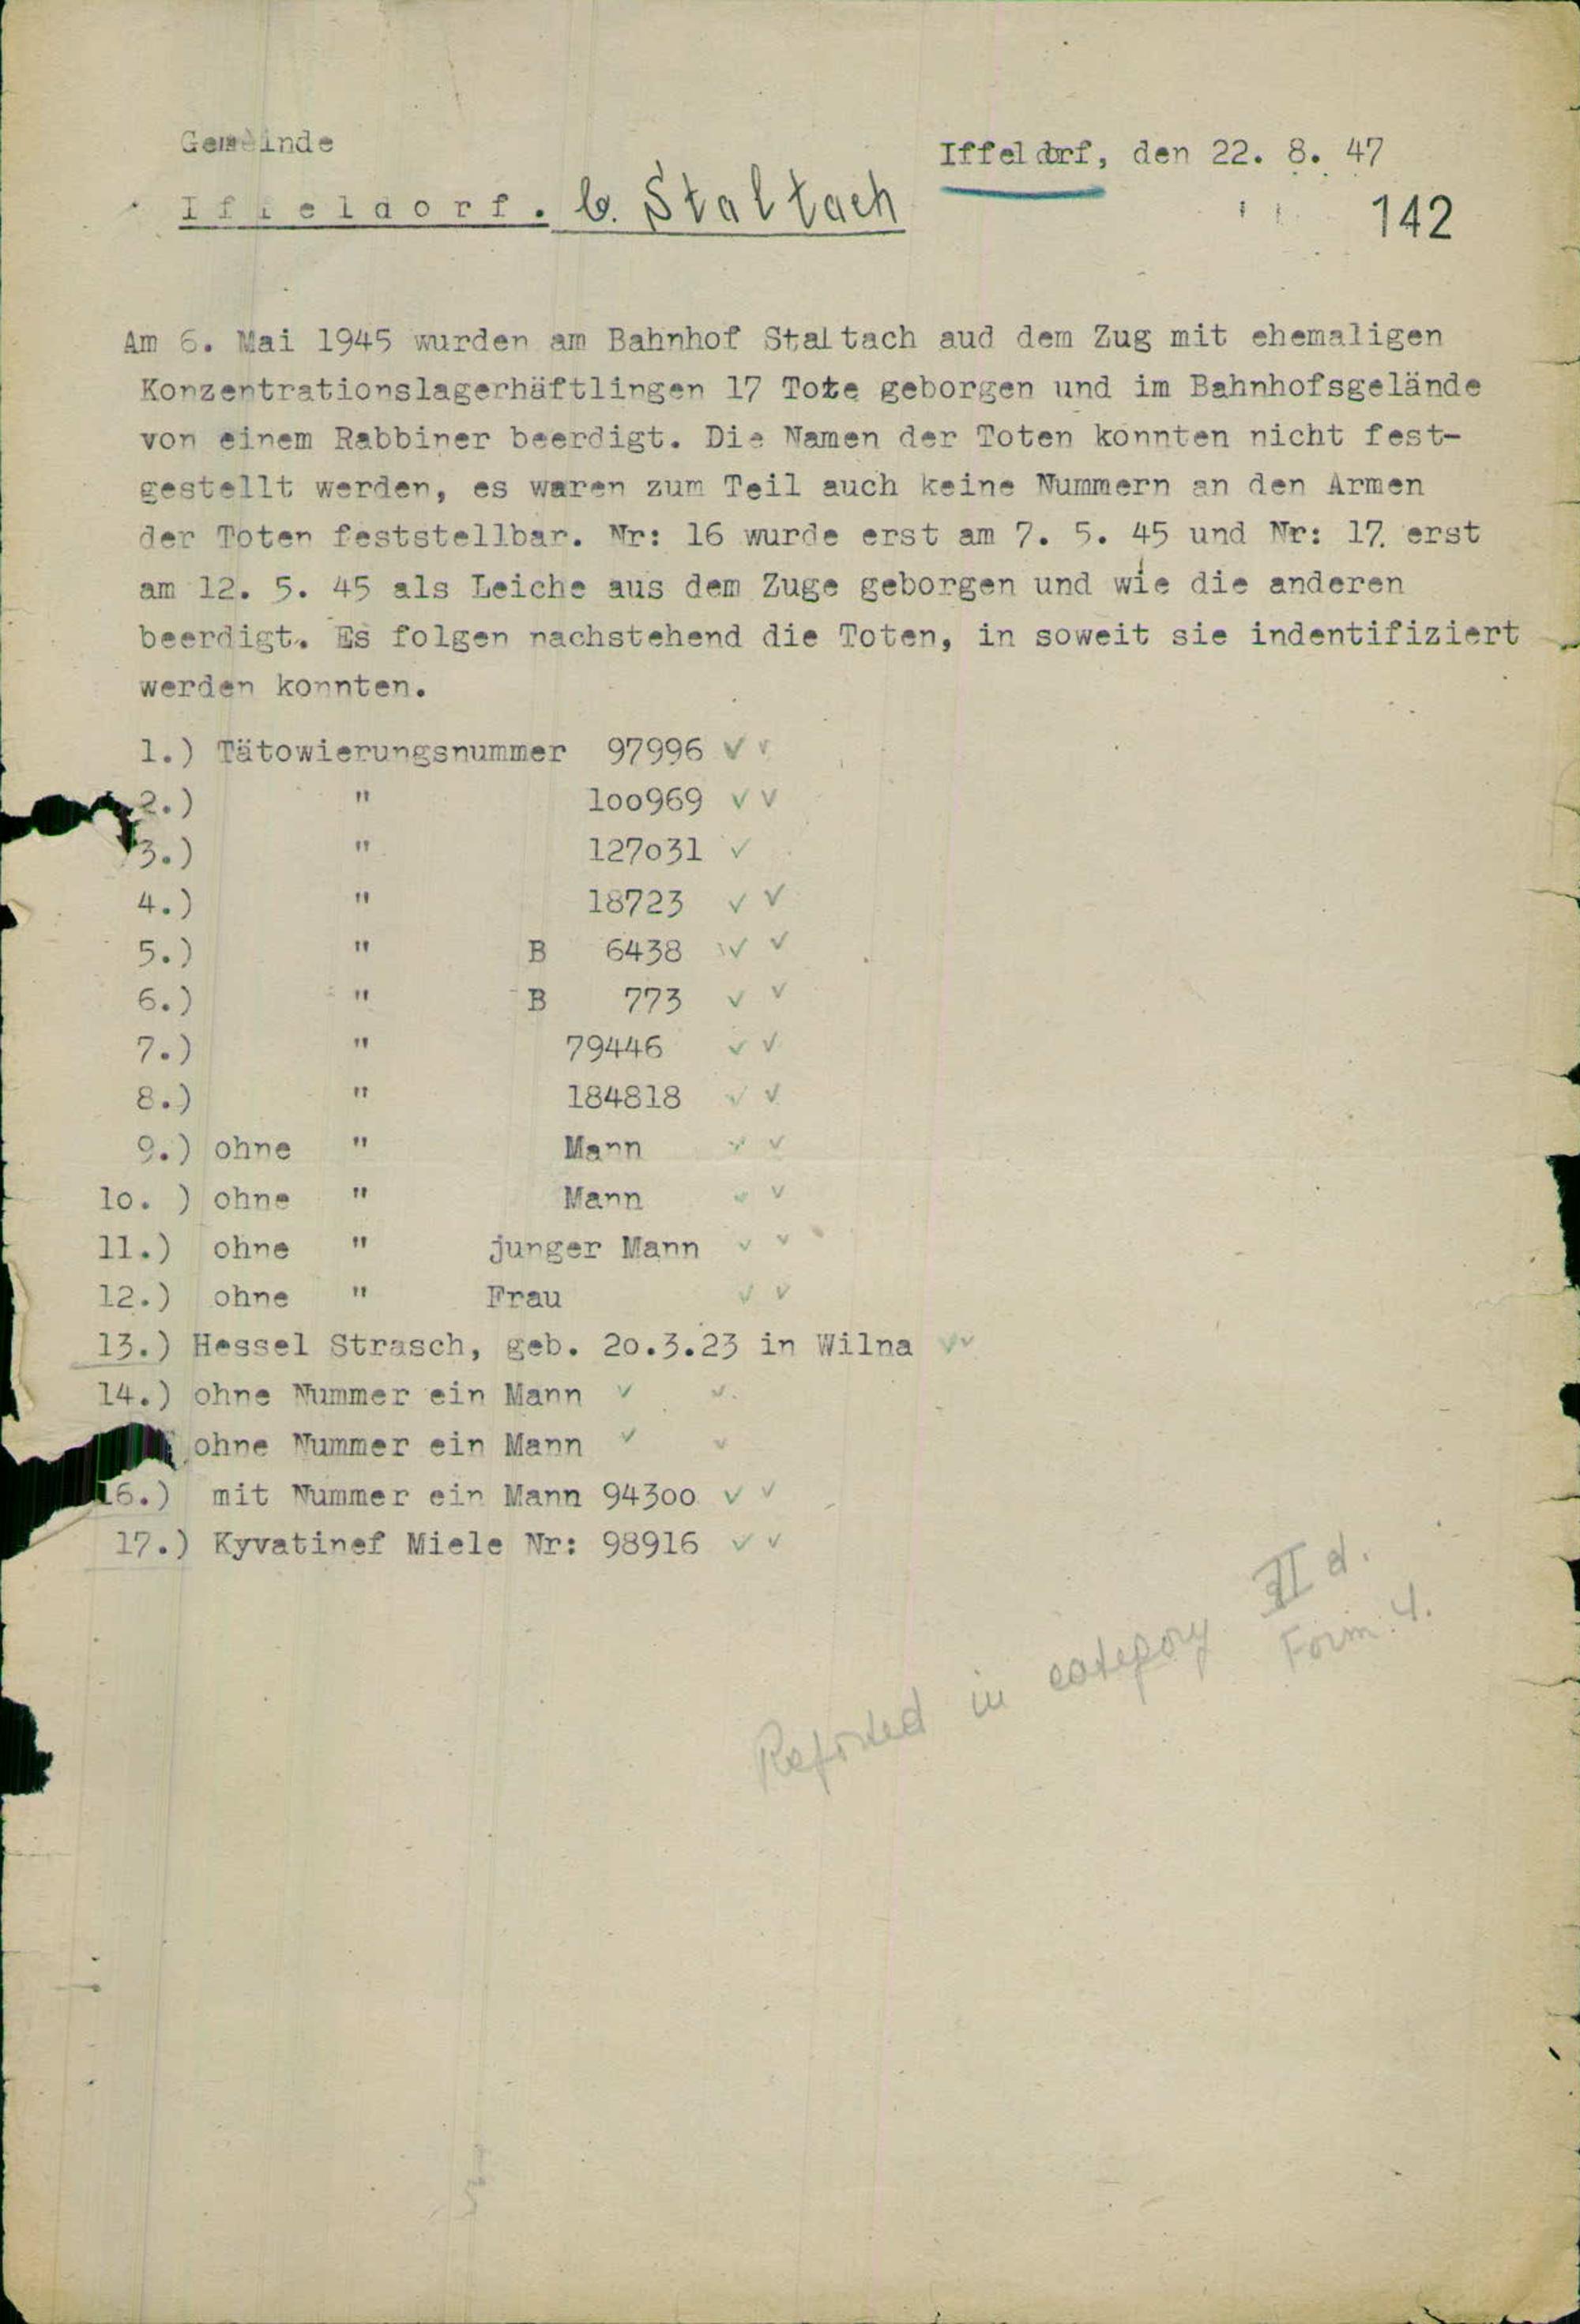 Gemeinde
Iffeldorf, den 22. 8. 47
Iffeldorf. b. Staltach
142
Am 6. Mai 1945 wurden am Bahnhof Staltach aud dem Zug mit ehemaligen
Konzentrationslagerhäftlingen 17 Tote geborgen und im Bahnhofsgelände
von einem Rabbiner beerdigt. Die Namen der Toten konnten nicht fest-
gestellt werden, es waren zum Teil auch keine Nummern an den Armen
der Toten feststellbar. Nr: 16 wurde erst am 7. 5. 45 und Nr: 17. erst
am 12. 5. 45 als Leiche aus dem Zuge geborgen und wie die anderen
beerdigt. Es folgen nachstehend die Toten, in soweit sie indentifiziert
werden konnten.
1.) Tätowierungsnummer 97996 ✓ ✓
2.) " 100969 ✓ ✓
3.) " 127031 ✓
4.) " 18723 ✓ ✓
5.) " B 6438 ✓ ✓
6.) " B 773 ✓ ✓
7.) " 79446 ✓ ✓
8.) " 184818 ✓ ✓
9.) ohne " Mann ✓ ✓
10. ) ohne " Mann ✓ ✓
11.) ohne " junger Mann ✓ ✓
12.) ohne " Frau ✓ ✓
13.) Hessel Strasch, geb. 20.3.23 in Wilna ✓✓
14.) ohne Nummer ein Mann ✓ ✓
ohne Nummer ein Mann ✓ ✓
16.) mit Nummer ein Mann 94300 ✓ ✓
17.) Kyvatinef Miele Nr: 98916 ✓ ✓
Reforded in category II d.
Form. 4.